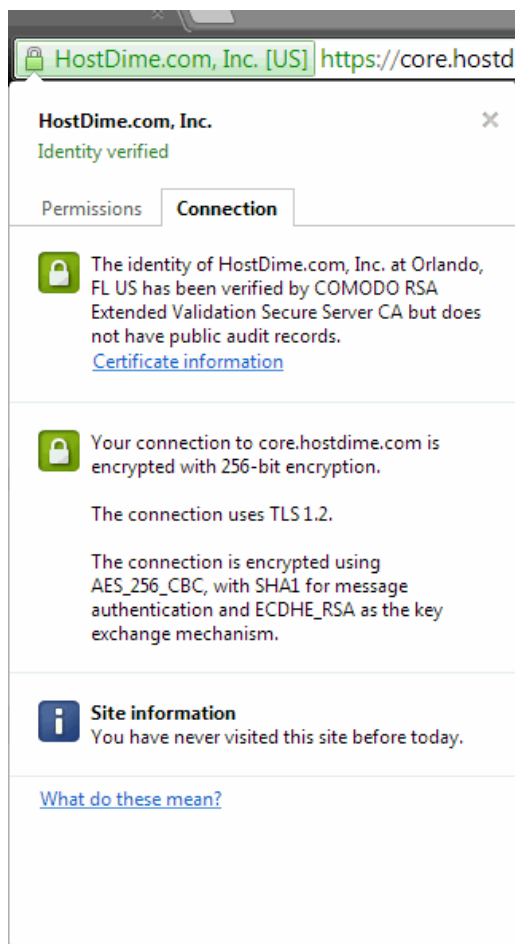 HostDime.com, Inc. [US] https://core.hostd
HostDime.com, Inc.
Identity verified
Permissions Connection
The identity of HostDime.com, Inc. at Orlando,
FL US has been verified by COMODO RSA
Extended Validation Secure Server CA but does
not have public audit records.
Certificate information
Your connection to core.hostdime.com is
encrypted with 256-bit encryption.
The connection uses TLS 1.2.
The connection is encrypted using
AES_256_CBC, with SHA1 for message
authentication and ECDHE_RSA as the key
exchange mechanism.
Site information
You have never visited this site before today.
What do these mean?